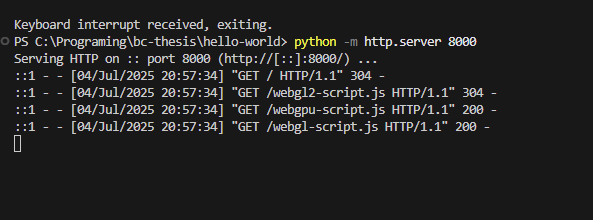 Keyboard interrupt received, exiting.
PS C:\Programing\bc-thesis\hello-world> python -m http.server 8000
Serving HTTP on :: port 8000 (http://[::]:8000/) ...
::1 - - [04/Jul/2025 20:57:34] "GET / HTTP/1.1" 304 -
::1 - - [04/Jul/2025 20:57:34] "GET /webgl2-script.js HTTP/1.1" 304 -
::1 - - [04/Jul/2025 20:57:34] "GET /webgpu-script.js HTTP/1.1" 200 -
::1 - - [04/Jul/2025 20:57:34] "GET /webgl-script.js HTTP/1.1" 200 -